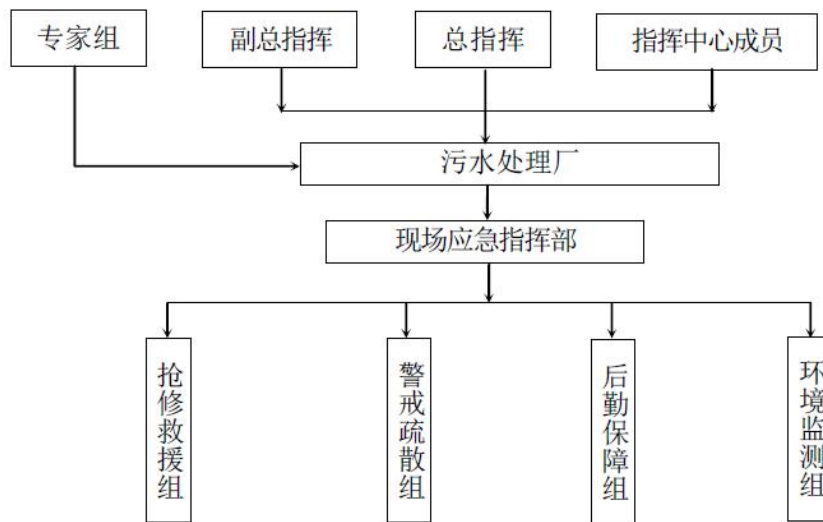 专家组
副总指挥
总指挥
指挥中心成员
污水处理厂
现场应急指挥部
抢修救援组
警戒疏散组
后勤保障组
环境监测组